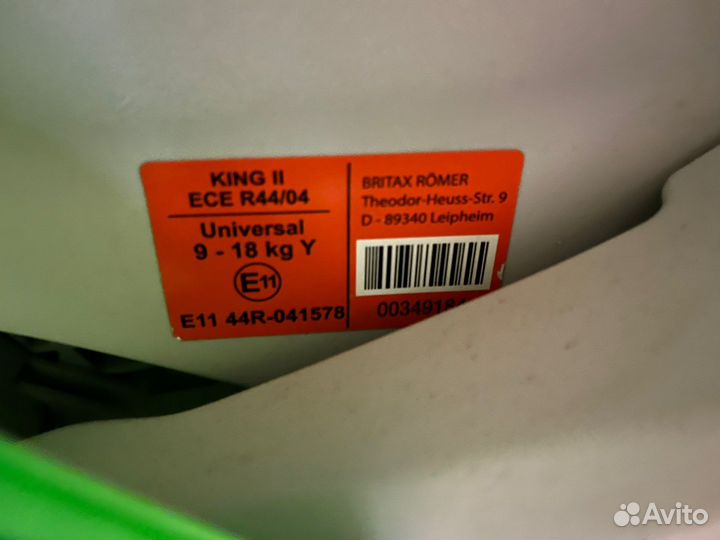 KING II
ECE R44/04
Universal
9 - 18 kg Y
E11
E11 44R-041578
BRITAX RÖMER
Theodor-Heuss-Str. 9
D - 89340 Leipheim
Avito